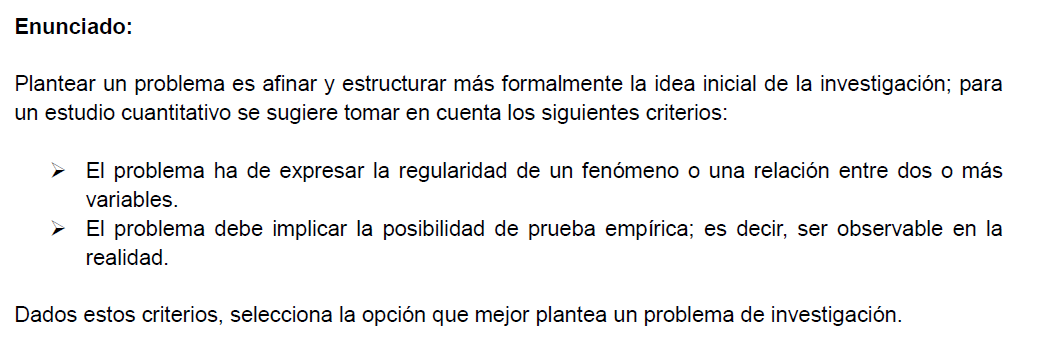 Enunciado:
Plantear un problema es afinar y estructurar más formalmente la idea inicial de la investigación; para
un estudio cuantitativo se sugiere tomar en cuenta los siguientes criterios:
➢ El problema ha de expresar la regularidad de un fenómeno o una relación entre dos o más
variables.
➢ El problema debe implicar la posibilidad de prueba empírica; es decir, ser observable en la
realidad.
Dados estos criterios, selecciona la opción que mejor plantea un problema de investigación.